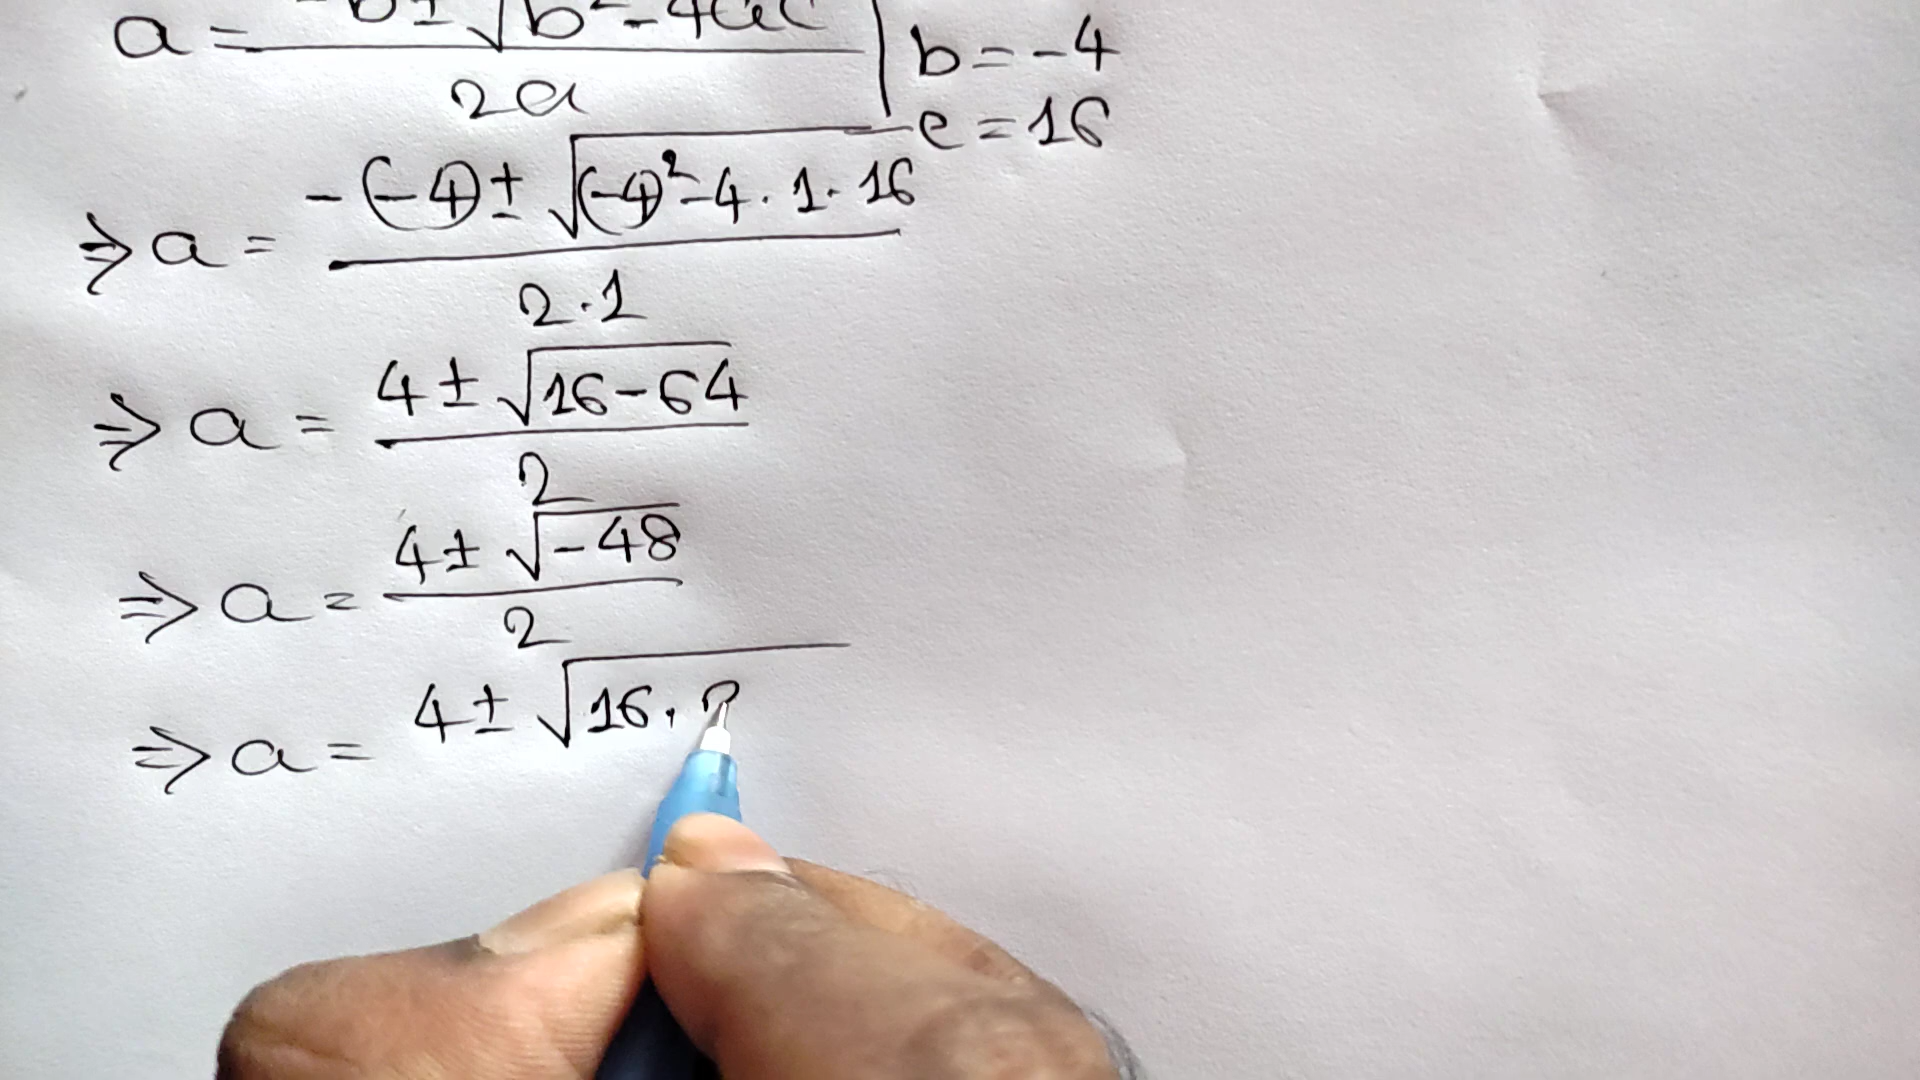 a = -b ± √b² - 4ac / 2a
b = -4
c = 16
⇒ a = -(-4) ± √(-4)² - 4 . 1 . 16 / 2 . 1
⇒ a = 4 ± √16 - 64 / 2
⇒ a = 4 ± √-48 / 2
⇒ a = 4 ± √16 .